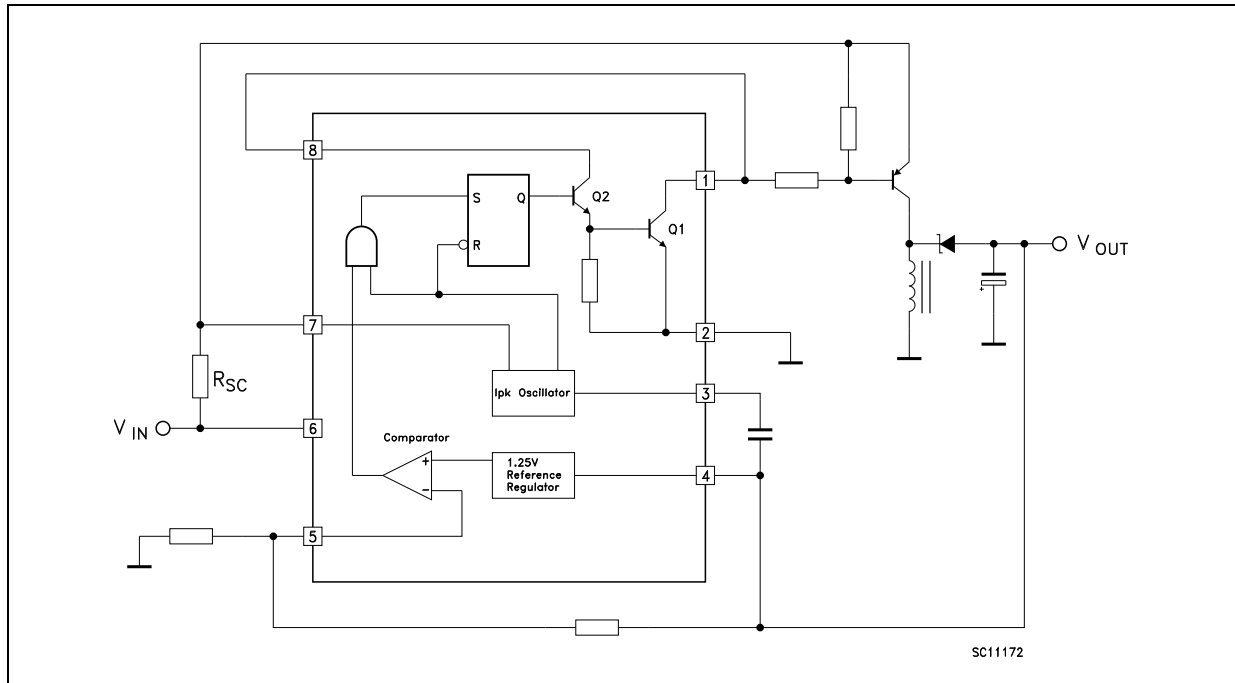 8
1
S Q
Q2
Q1
R
7
2
R SC
Ipk Oscillator
3
V IN
6
Comparator
+
1.25V
Reference
Regulator
4
−
5
V OUT
+
SC11172